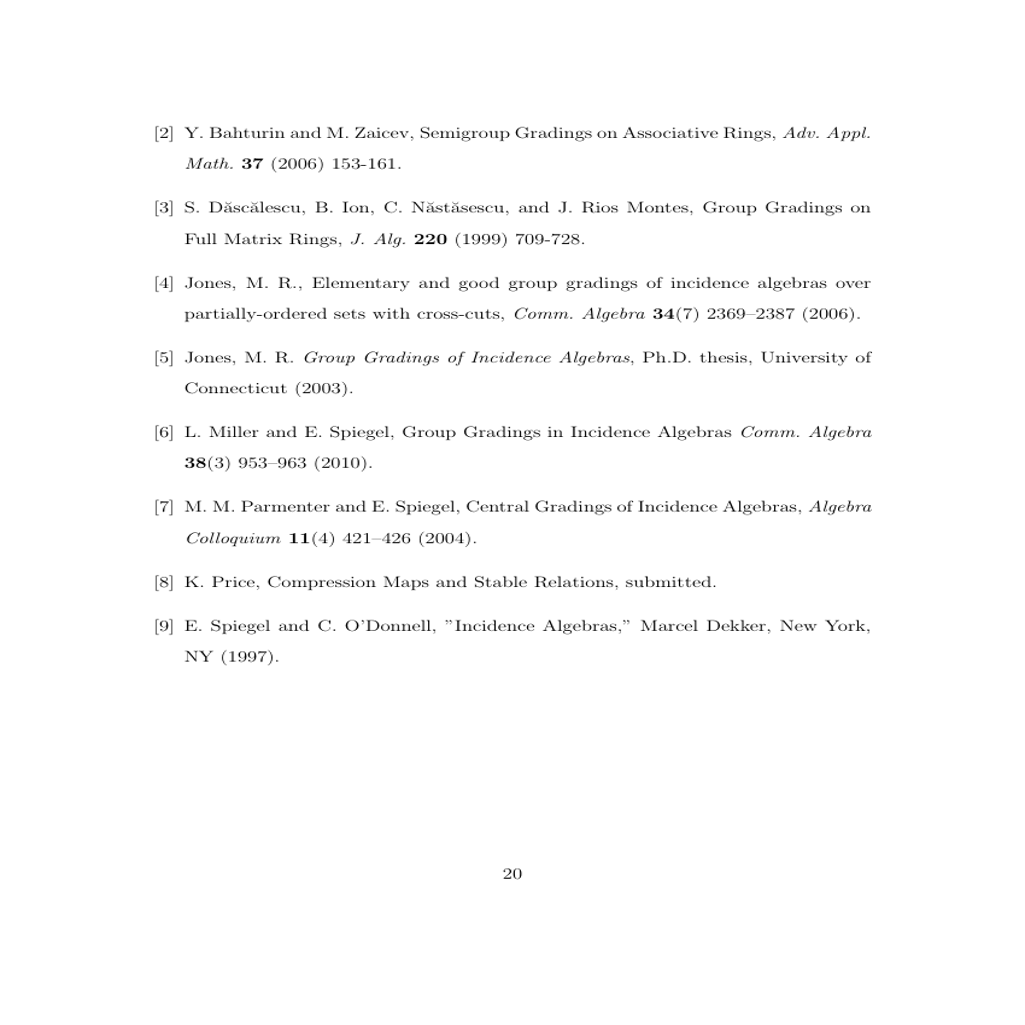 [2] Y. Bahturin and M. Zaicev, Semigroup Gradings on Associative Rings, Adv. Appl.
Math. 37 (2006) 153-161.
[3] S. Dăscălescu, B. Ion, C. Năstăsescu, and J. Rios Montes, Group Gradings on
Full Matrix Rings, J. Alg. 220 (1999) 709-728.
[4] Jones, M. R., Elementary and good group gradings of incidence algebras over
partially-ordered sets with cross-cuts, Comm. Algebra 34(7) 2369–2387 (2006).
[5] Jones, M. R. Group Gradings of Incidence Algebras, Ph.D. thesis, University of
Connecticut (2003).
[6] L. Miller and E. Spiegel, Group Gradings in Incidence Algebras Comm. Algebra
38(3) 953–963 (2010).
[7] M. M. Parmenter and E. Spiegel, Central Gradings of Incidence Algebras, Algebra
Colloquium 11(4) 421–426 (2004).
[8] K. Price, Compression Maps and Stable Relations, submitted.
[9] E. Spiegel and C. O’Donnell, ”Incidence Algebras,” Marcel Dekker, New York,
NY (1997).
20